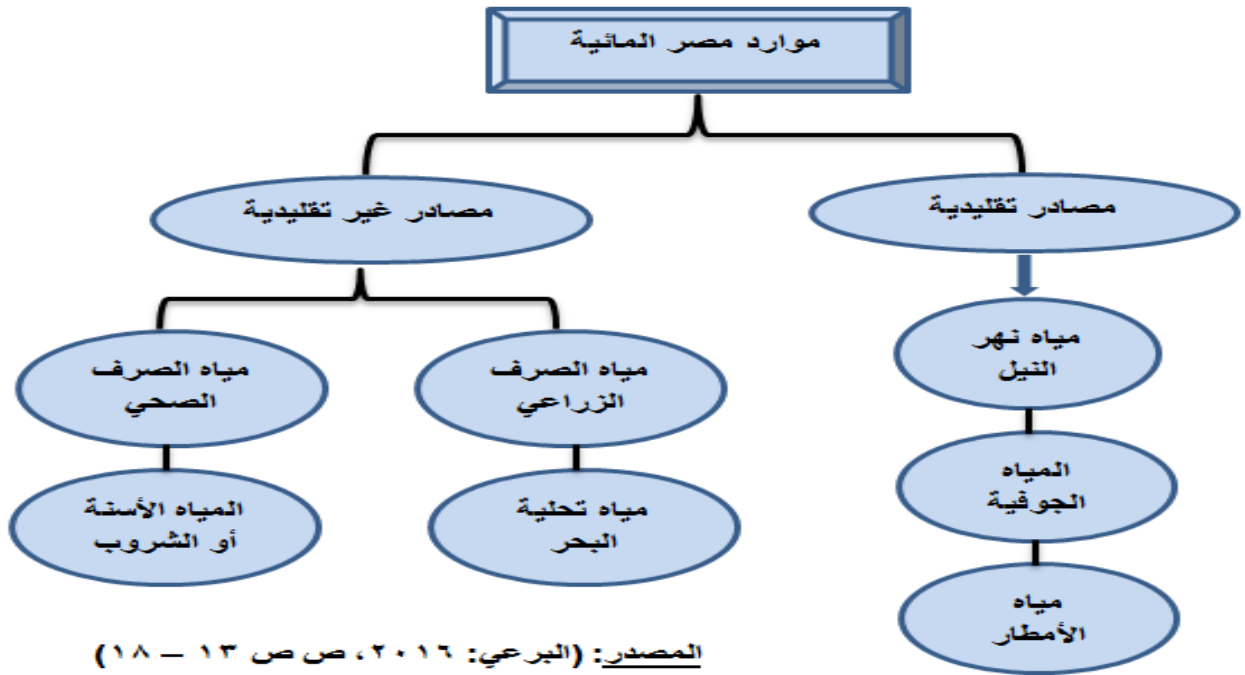 موارد مصر المائية
مصادر تقليدية
مصادر غير تقليدية
مياه نهر
النيل
المياه
الجوفية
مياه
الأمطار
مياه الصرف
الزراعي
مياه تحلية
البحر
مياه الصرف
الصحي
المياه الأسنة
أو الشروب
المصدر: (البرعي: ٢٠١٦، ص ص ١٣ – ١٨)